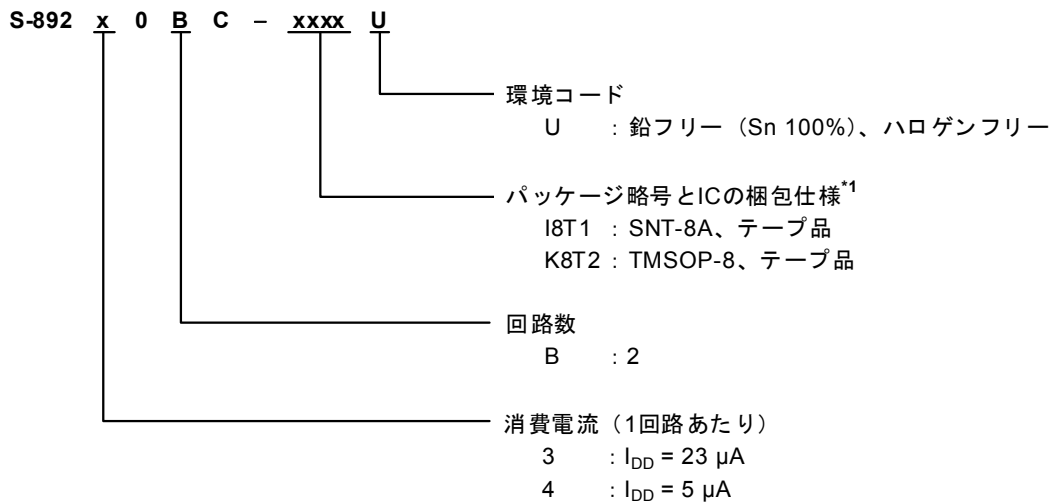 S-892 x 0 B C – xxxx U
環境コード
U : 鉛フリー (Sn 100%)、ハロゲンフリー
パッケージ略号とICの梱包仕様*1
I8T1 : SNT-8A、テープ品
K8T2 : TMSOP-8、テープ品
回路数
B : 2
消費電流（1回路あたり）
3 : IDD = 23 µA
4 : IDD = 5 µA